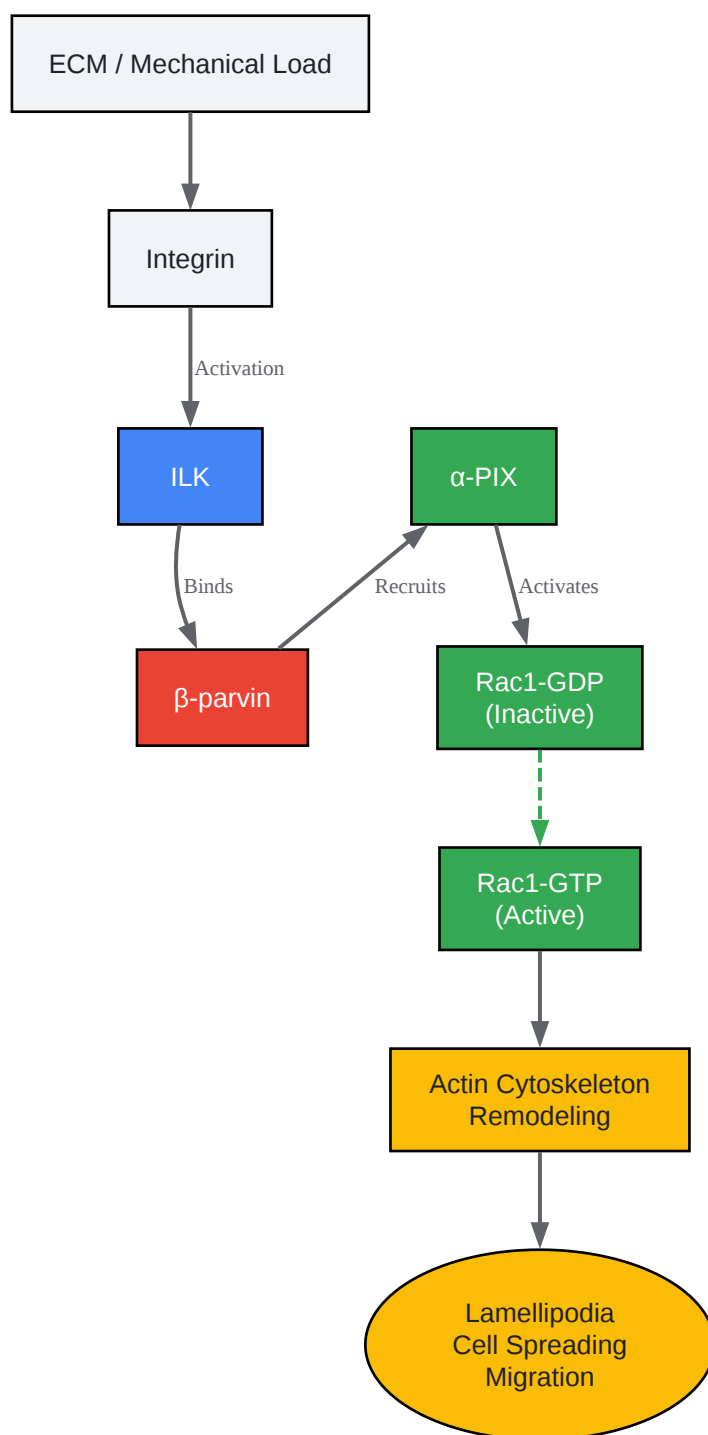 ECM / Mechanical Load
Integrin
Activation
ILK
α-PIX
Binds
Recruits
Activates
β-parvin
Rac1-GDP
(Inactive)
Rac1-GTP
(Active)
Actin Cytoskeleton
Remodeling
Lamellipodia
Cell Spreading
Migration